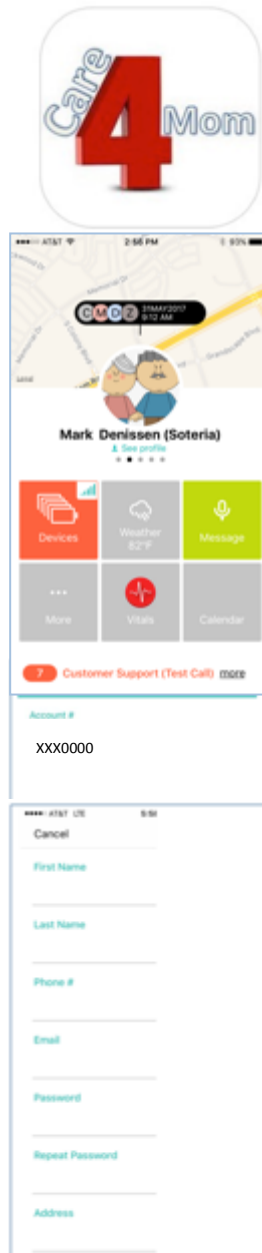 Care
4
Mom
AT&T 2:56 PM 93%
Memorial Dr
C M D Z 31MAY2017
9:12 AM
Mark Denissen (Soteria)
See profile
Devices
Weather
82°F
Message
More
Vitals
Calendar
7 Customer Support (Test Call) more
Account #
XXX0000
AT&T LTE
Cancel
First Name
Last Name
Phone #
Email
Password
Repeat Password
Address